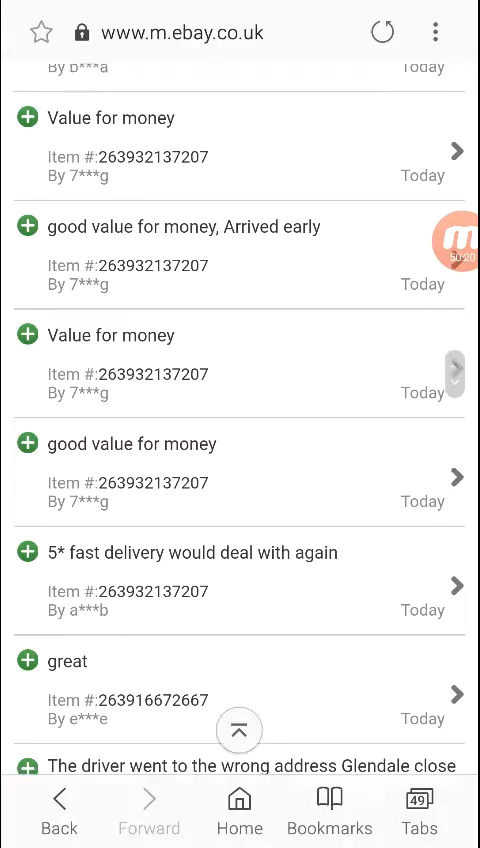 www.m.ebay.co.uk
By b***a
Today
Value for money
Item #:263932137207
By 7***g
Today
good value for money, Arrived early
Item #:263932137207
By 7***g
Today
50:20
Value for money
Item #:263932137207
By 7***g
Today
good value for money
Item #:263932137207
By 7***g
Today
5* fast delivery would deal with again
Item #:263932137207
By a***b
Today
great
Item #:263916672667
By e***e
Today
The driver went to the wrong address Glendale close
49
Back
Forward
Home
Bookmarks
Tabs